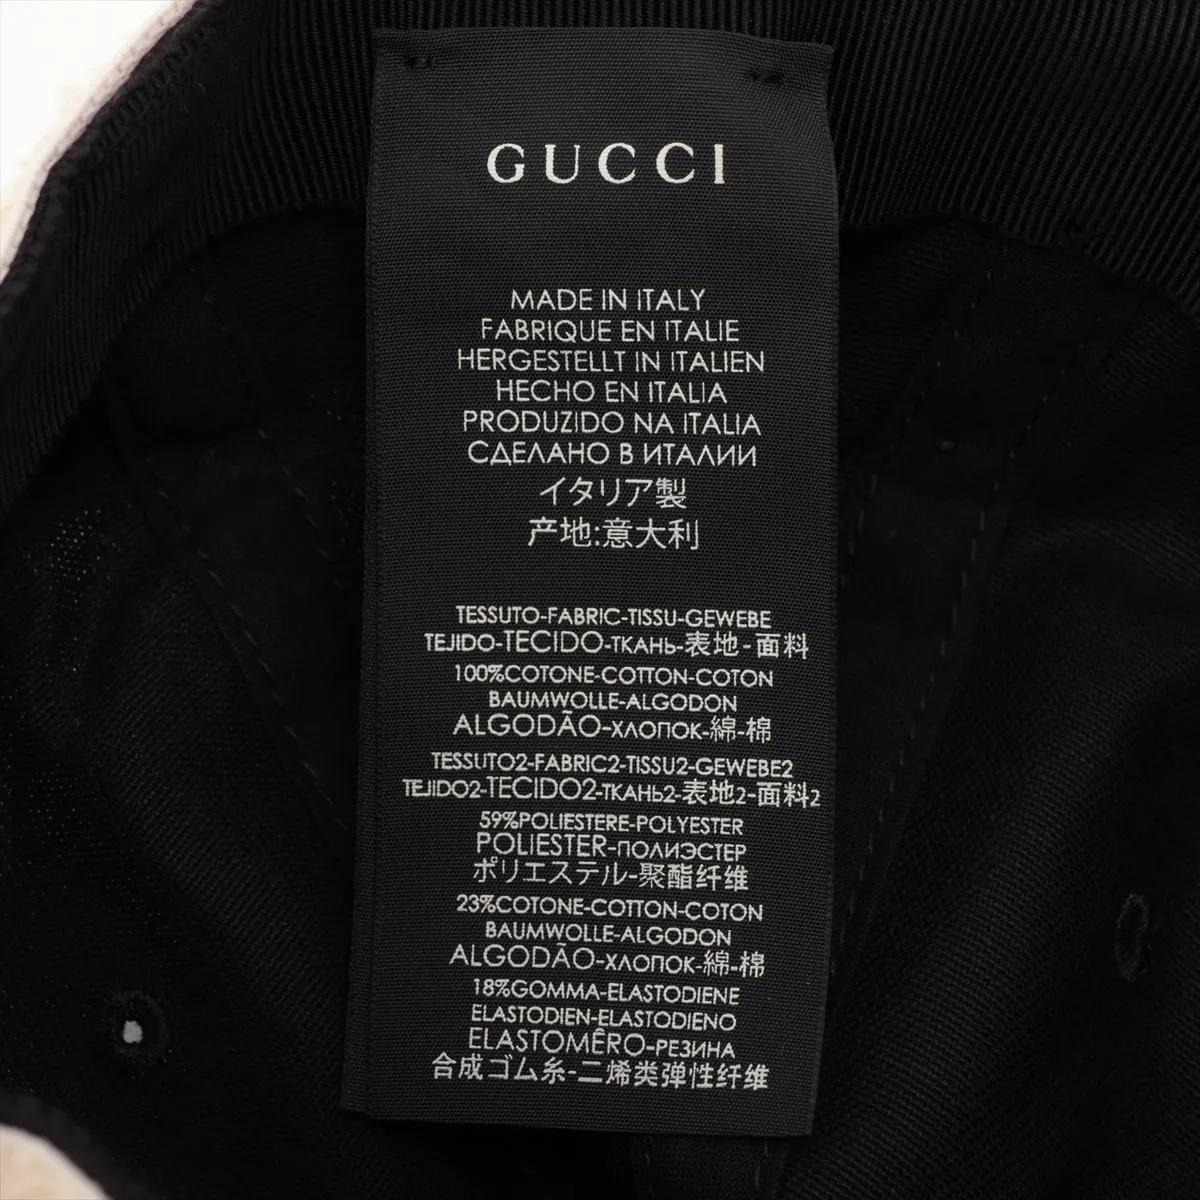 GUCCI
MADE IN ITALY
FABRIQUE EN ITALIE
HERGESTELLT IN ITALIEN
HECHO EN ITALIA
PRODUZIDO NA ITALIA
СДЕЛАНО В ИТАЛИИ
イタリア製
产地:意大利
TESSUTO-FABRIC-TISSU-GEWEBE
TEJIDO-TECIDO-ТКАНЬ-表地-面料
100%COTONE-COTTON-COTON
BAUMWOLLE-ALGODON
ALGODÃO-ХЛОПОК-綿-棉
TESSUTO2-FABRIC2-TISSU2-GEWEBE2
TEJIDO2-TECIDO2-ТКАНЬ2-表地2-面料2
59%POLIESTERE-POLYESTER
POLIESTER-ПОЛИЭСТЕР
ポリエステル-聚酯纤维
23%COTONE-COTTON-COTON
BAUMWOLLE-ALGODON
ALGODÃO-ХЛОПОК-綿-棉
18%GOMMA-ELASTODIENE
ELASTODIEN-ELASTODIENO
ELASTOMÊRO-РЕЗИНА
合成ゴム糸-二烯类弹性纤维